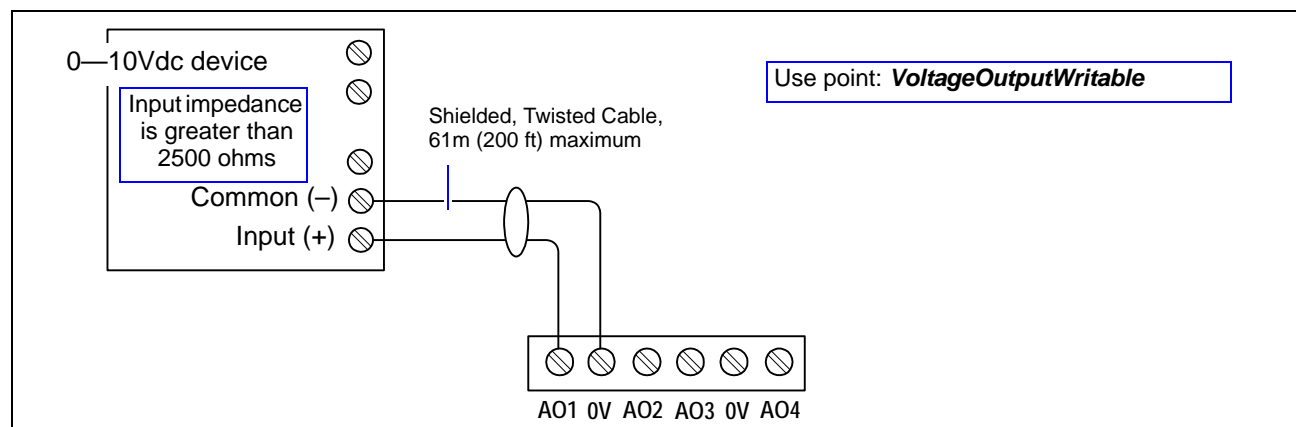 0—10Vdc device
Input impedance
is greater than
2500 ohms
Common (–)
Input (+)
Shielded, Twisted Cable,
61m (200 ft) maximum
Use point: VoltageOutputWritable
AO1 0V AO2 AO3 0V AO4